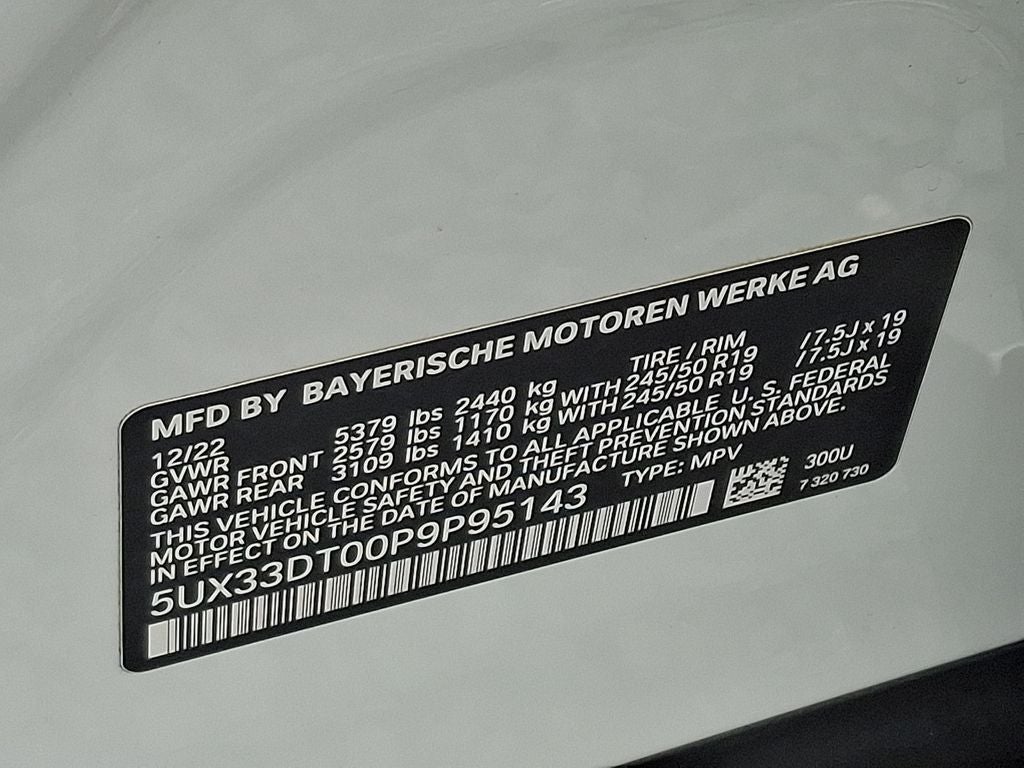 MFD BY BAYERISCHE MOTOREN WERKE AG
12/22 TIRE / RIM
GVWR 5379 lbs 2440 kg
GAWR FRONT 2579 lbs 1170 kg WITH 245/50 R19 / 7.5J x 19
GAWR REAR 3109 lbs 1410 kg WITH 245/50 R19 / 7.5J x 19
THIS VEHICLE CONFORMS TO ALL APPLICABLE U. S. FEDERAL
MOTOR VEHICLE SAFETY AND THEFT PREVENTION STANDARDS
IN EFFECT ON THE DATE OF MANUFACTURE SHOWN ABOVE.
5UX33DT00P9P95143 TYPE: MPV 300U
7 320 730